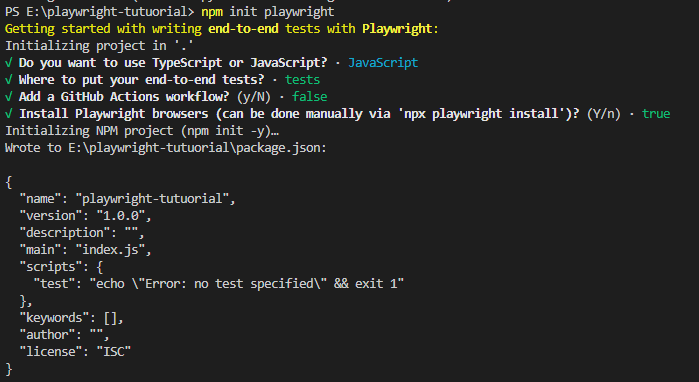 PS E:\playwright-tutuorial> npm init playwright
Getting started with writing end-to-end tests with Playwright:
Initializing project in '.'
√ Do you want to use TypeScript or JavaScript? · JavaScript
√ Where to put your end-to-end tests? · tests
√ Add a GitHub Actions workflow? (y/N) · false
√ Install Playwright browsers (can be done manually via 'npx playwright install')? (Y/n) · true
Initializing NPM project (npm init -y)…
Wrote to E:\playwright-tutuorial\package.json:

{
  "name": "playwright-tutuorial",
  "version": "1.0.0",
  "description": "",
  "main": "index.js",
  "scripts": {
    "test": "echo \"Error: no test specified\" && exit 1"
  },
  "keywords": [],
  "author": "",
  "license": "ISC"
}